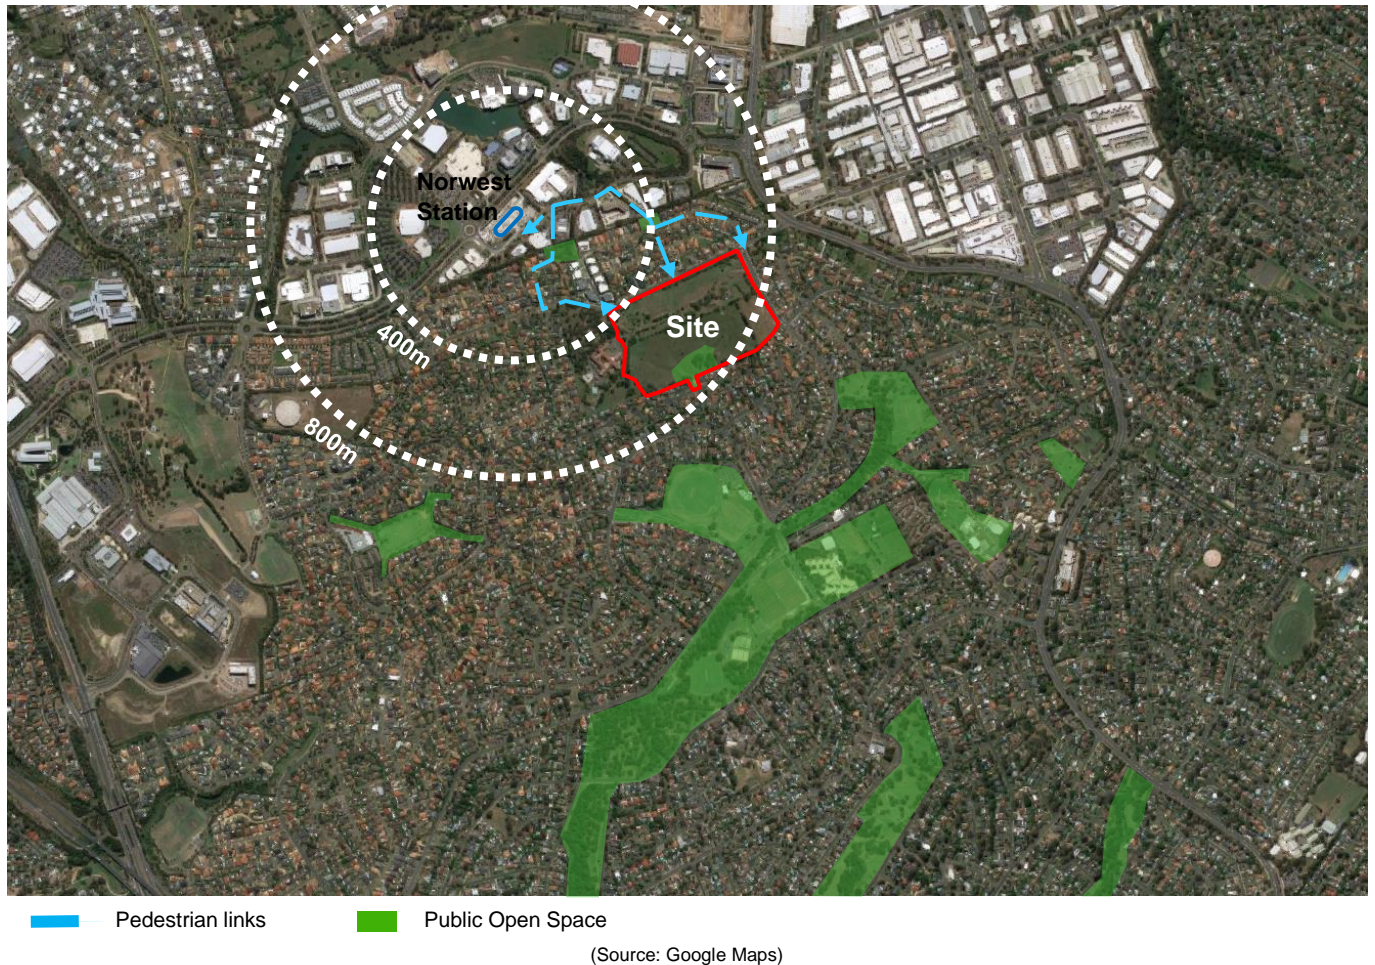 Norwest
Station
Site
400m
800m
Pedestrian links
Public Open Space
(Source: Google Maps)